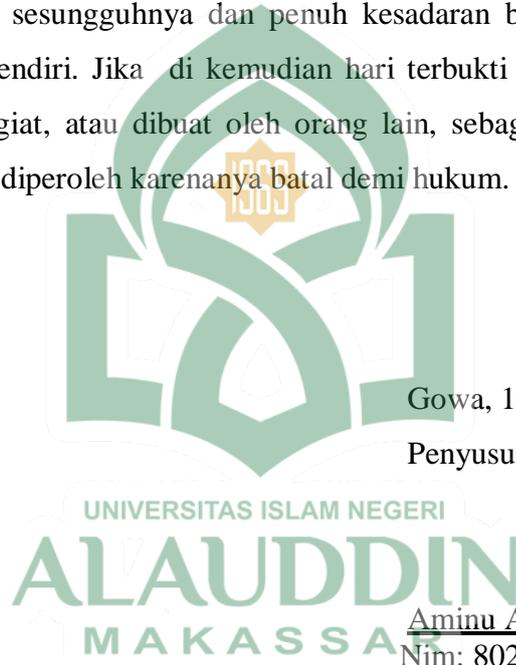 sesungguhnya dan penuh kesadaran b
endiri. Jika di kemudian hari terbukti
giat, atau dibuat oleh orang lain, sebag
diperoleh karenanya batal demi hukum.
1969
Gowa, 1
Penyusu
UNIVERSITAS ISLAM NEGERI
ALAUDDIN
MAKASSAR
Aminu A
Nim: 802